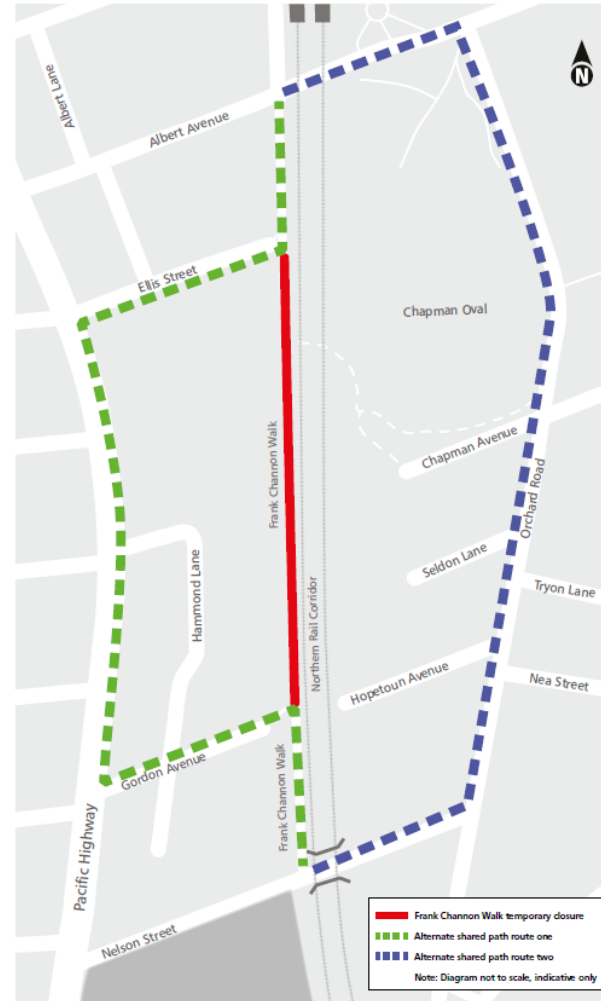 N
Albert Lane
Albert Avenue
Ellis Street
Chapman Oval
Frank Channon Walk
Chapman Avenue
Orchard Road
Seldon Lane
Tryon Lane
Hammond Lane
Northern Rail Corridor
Hopetoun Avenue
Nea Street
Gordon Avenue
Frank Channon Walk
Pacific Highway
Nelson Street
Frank Channon Walk temporary closure
Alternate shared path route one
Alternate shared path route two
Note: Diagram not to scale, indicative only